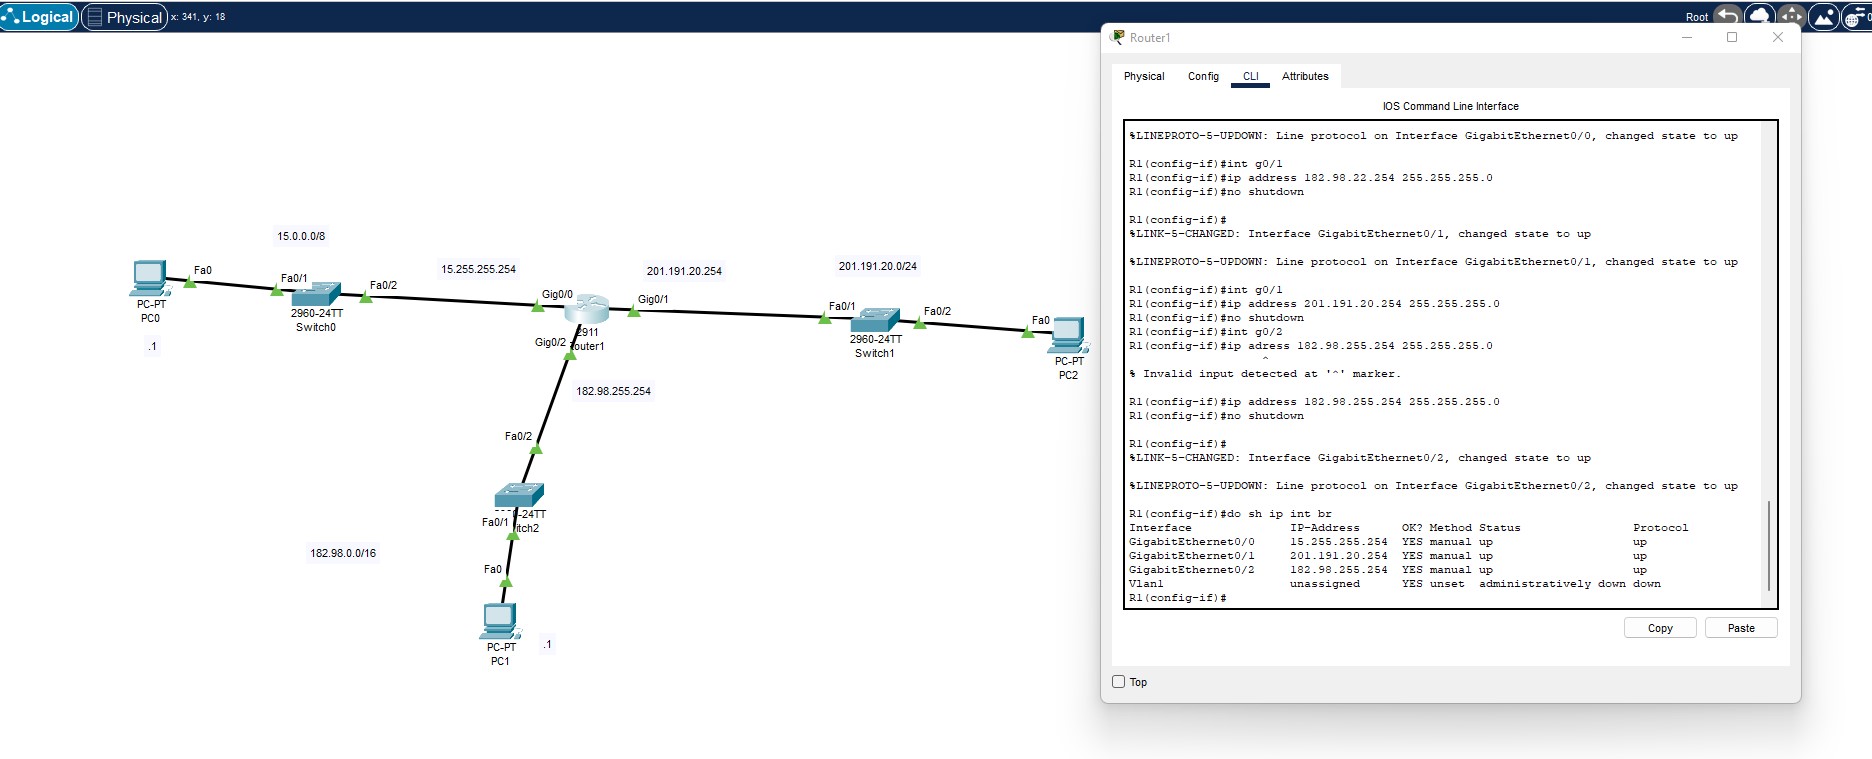 Logical
Physical
x: 341, y: 18
Root
15.0.0.0/8
15.255.255.254
201.191.20.254
201.191.20.0/24
Fa0
Fa0/1
Fa0/2
Gig0/0
Gig0/1
Fa0/1
Fa0/2
Fa0
PC-PT
PC0
2960-24TT
Switch0
2911
outer1
Gig0/2
2960-24TT
Switch1
PC-PT
PC2
.1
182.98.255.254
Fa0/2
-24TT
itch2
Fa0/1
182.98.0.0/16
Fa0
PC-PT
PC1
.1
Router1
Physical
Config
CLI
Attributes
IOS Command Line Interface
%LINEPROTO-5-UPDOWN: Line protocol on Interface GigabitEthernet0/0, changed state to up
R1(config-if)#int g0/1
R1(config-if)#ip address 182.98.22.254 255.255.255.0
R1(config-if)#no shutdown
R1(config-if)#
%LINK-5-CHANGED: Interface GigabitEthernet0/1, changed state to up
%LINEPROTO-5-UPDOWN: Line protocol on Interface GigabitEthernet0/1, changed state to up
R1(config-if)#int g0/1
R1(config-if)#ip address 201.191.20.254 255.255.255.0
R1(config-if)#no shutdown
R1(config-if)#int g0/2
R1(config-if)#ip adress 182.98.255.254 255.255.255.0
^
% Invalid input detected at '^' marker.
R1(config-if)#ip address 182.98.255.254 255.255.255.0
R1(config-if)#no shutdown
R1(config-if)#
%LINK-5-CHANGED: Interface GigabitEthernet0/2, changed state to up
%LINEPROTO-5-UPDOWN: Line protocol on Interface GigabitEthernet0/2, changed state to up
R1(config-if)#do sh ip int br
Interface IP-Address OK? Method Status Protocol
GigabitEthernet0/0 15.255.255.254 YES manual up up
GigabitEthernet0/1 201.191.20.254 YES manual up up
GigabitEthernet0/2 182.98.255.254 YES manual up up
Vlan1 unassigned YES unset administratively down down
R1(config-if)#
Copy
Paste
Top